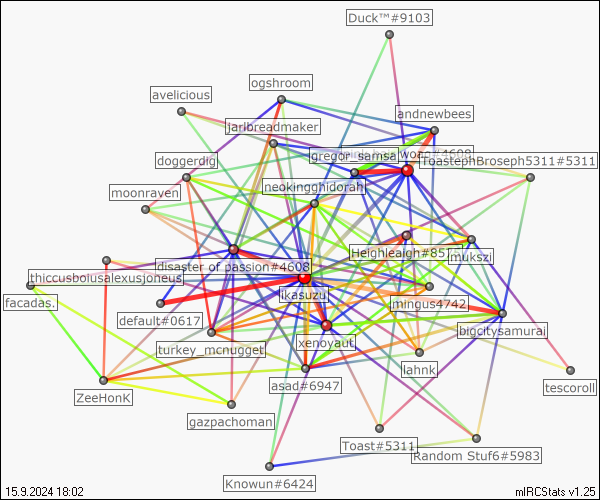 Duck™#9103
ogshroom
avelicious
andnewbees
jarlbreadmaker
gregor_samsa
ToastephBroseph5311#5311
doggerdig
neokingghidorah
moonraven
Heighleaigh#85
mukszi
disaster of passion#4608
thiccusbolusalexusjoneus
ikasuzu
mingus4742
facadas.
default#0617
bigcitysamurai
xenoyaut
turkey_mcnugget
lahnk
tescoroll
asad#6947
ZeeHonK
gazpachoman
Toast#5311
Random Stuf6#5983
Knowun#6424
15.9.2024 18:02
mIRCStats v1.25